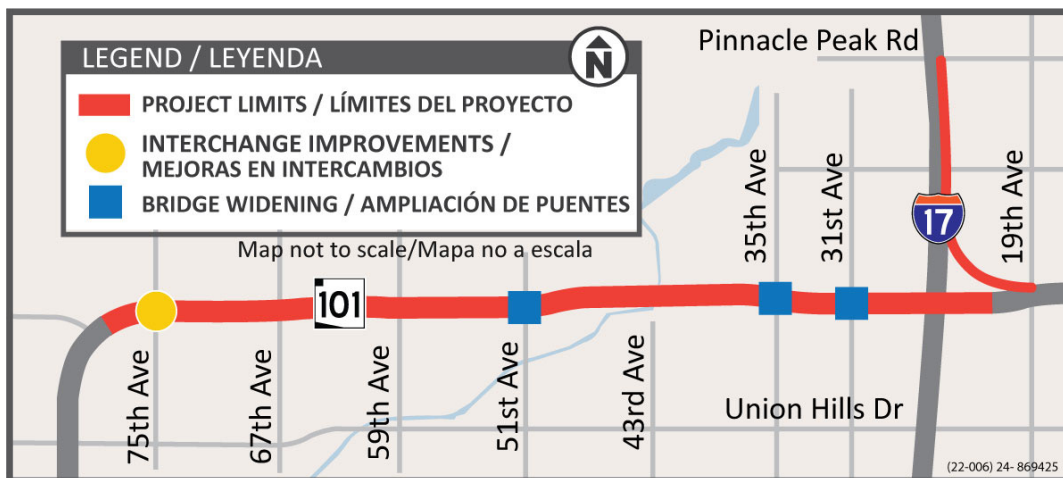 Pinnacle Peak Rd
LEGEND / LEYENDA
N
PROJECT LIMITS / LÍMITES DEL PROYECTO
INTERCHANGE IMPROVEMENTS /
MEJORAS EN INTERCAMBIOS
BRIDGE WIDENING / AMPLIACIÓN DE PUENTES
Map not to scale/Mapa no a escala
35th Ave
31st Ave
17
19th Ave
101
75th Ave
67th Ave
59th Ave
51st Ave
43rd Ave
Union Hills Dr
(22-006) 24- 869425